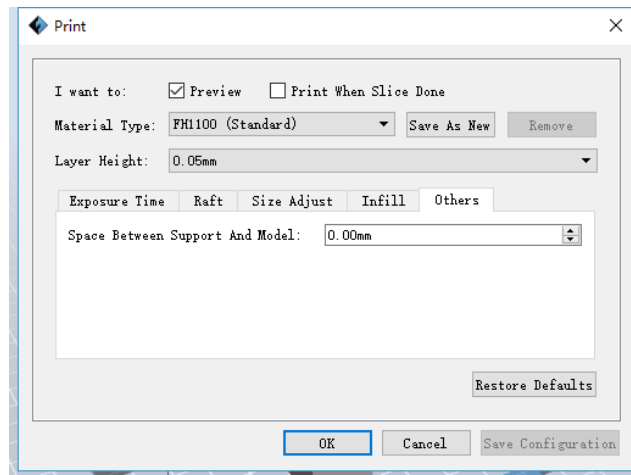 Print
I want to: Preview Print When Slice Done
Material Type: FH1100 (Standard) Save As New Remove
Layer Height: 0.05mm
Exposure Time Raft Size Adjust Infill Others
Space Between Support And Model: 0.00mm
Restore Defaults
OK Cancel Save Configuration